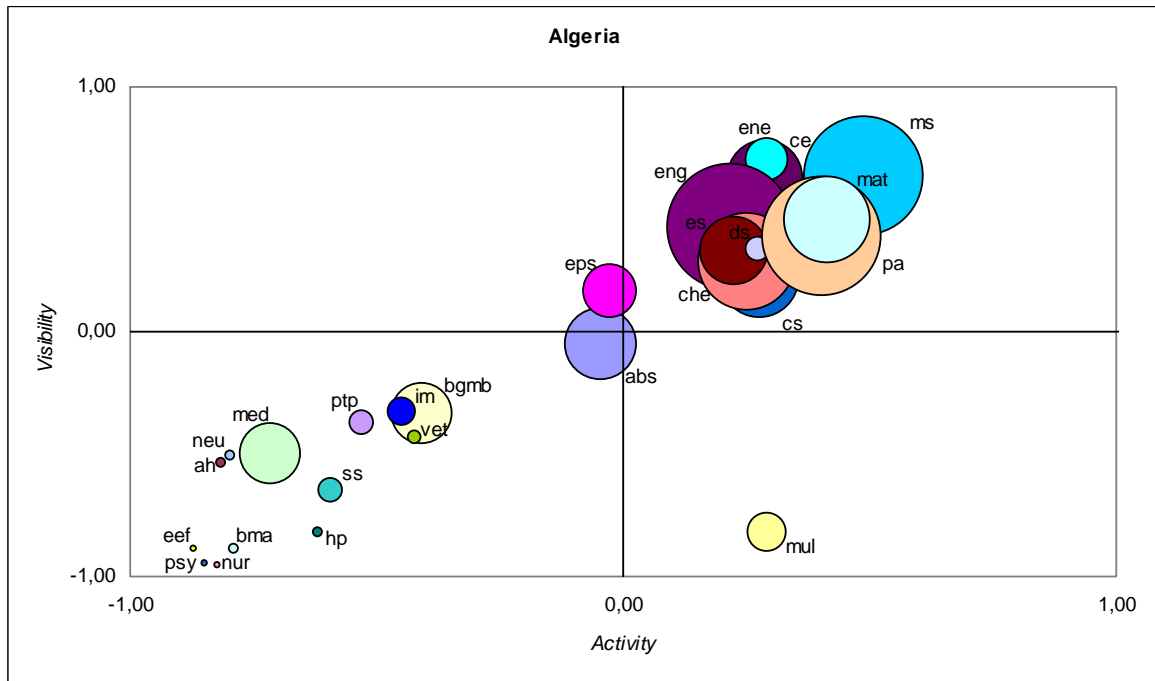 Algeria
1,00
ene
ce
ms
eng
mat
es
ds
eps
pa
che
cs
0,00
Visibility
abs
bgmb
im
ptp
med
vet
neu
ah
ss
eef
bma
hp
mul
psy
nur
-1,00
-1,00
0,00
1,00
Activity